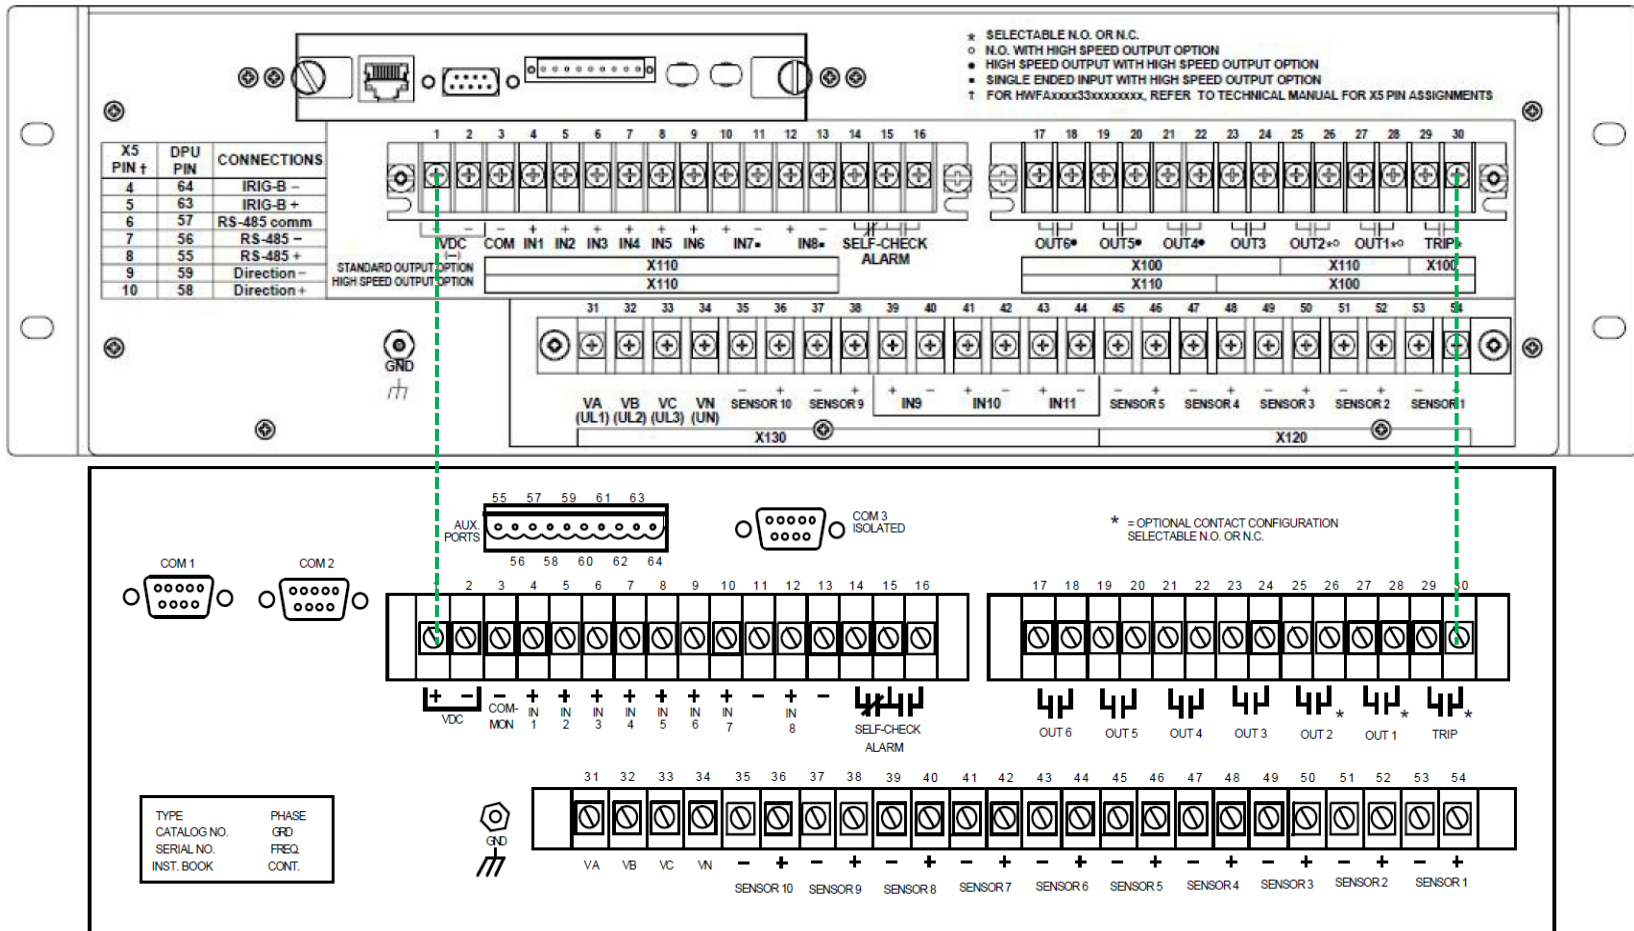 * SELECTABLE N.O. OR N.C.
○ N.O. WITH HIGH SPEED OUTPUT OPTION
● HIGH SPEED OUTPUT WITH HIGH SPEED OUTPUT OPTION
▪ SINGLE ENDED INPUT WITH HIGH SPEED OUTPUT OPTION
† FOR HWFAxxxx33xxxxxxxx, REFER TO TECHNICAL MANUAL FOR X5 PIN ASSIGNMENTS
X5 PIN † DPU PIN CONNECTIONS
4 64 IRIG-B –
5 63 IRIG-B +
6 57 RS-485 comm
7 56 RS-485 –
8 55 RS-485 +
9 59 Direction –
10 58 Direction +
1 2 3 4 5 6 7 8 9 10 11 12 13 14 15 16
17 18 19 20 21 22 23 24 25 26 27 28 29 30
+ + + + + + + – + –
VDC COM IN1 IN2 IN3 IN4 IN5 IN6 IN7▪ IN8▪ SELF-CHECK
(–) ALARM
OUT6● OUT5● OUT4● OUT3 OUT2*○ OUT1*○ TRIP*
STANDARD OUTPUT OPTION X110 X100 X110 X100
HIGH SPEED OUTPUT OPTION X110 X110 X100
31 32 33 34 35 36 37 38 39 40 41 42 43 44 45 46 47 48 49 50 51 52 53 54
GND
– + – + + – + – + – – + – + – + – + –
VA VB VC VN SENSOR 10 SENSOR 9 IN9 IN10 IN11 SENSOR 5 SENSOR 4 SENSOR 3 SENSOR 2 SENSOR 1
(UL1) (UL2) (UL3) (UN)
X130 X120
55 57 59 61 63
AUX. PORTS
56 58 60 62 64
COM 3
ISOLATED
* = OPTIONAL CONTACT CONFIGURATION
SELECTABLE N.O. OR N.C.
COM 1 COM 2
2 3 4 5 6 7 8 9 10 11 12 13 14 15 16
17 18 19 20 21 22 23 24 25 26 27 28 29 30
+ – – + + + + + + + – + –
VDC COM-MON IN 1 IN 2 IN 3 IN 4 IN 5 IN 6 IN 7 IN 8 SELF-CHECK
ALARM
OUT 6 OUT 5 OUT 4 OUT 3 OUT 2 * OUT 1 * TRIP *
31 32 33 34 35 36 37 38 39 40 41 42 43 44 45 46 47 48 49 50 51 52 53 54
TYPE PHASE
CATALOG NO. GRD
SERIAL NO. FREQ.
INST. BOOK CONT.
GND
VA VB VC VN – + – + – + – + – + – + – + – + – + – +
SENSOR 10 SENSOR 9 SENSOR 8 SENSOR 7 SENSOR 6 SENSOR 5 SENSOR 4 SENSOR 3 SENSOR 2 SENSOR 1